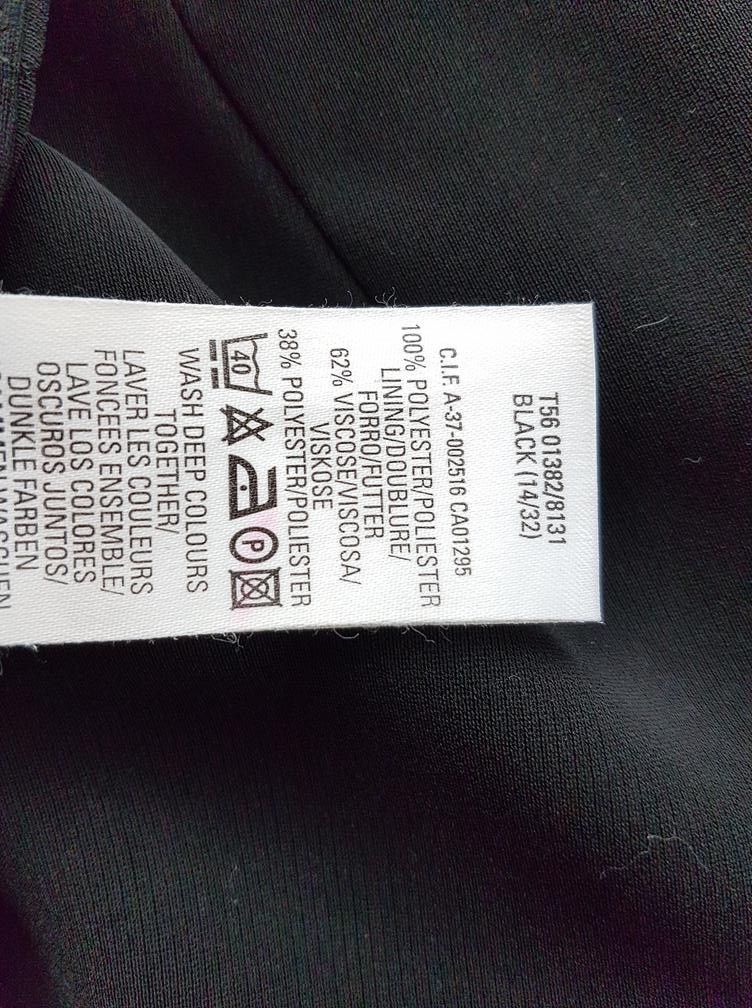 T56 01382/8131
BLACK (14/32)
C.I.F. A-37-002516 CA01295
100% POLYESTER/POLIESTER
LINING/DOUBLURE/
FORRO/FUTTER
62% VISCOSE/VISCOSA/
VISKOSE
38% POLYESTER/POLIESTER
40
P
WASH DEEP COLOURS
TOGETHER/
LAVER LES COULEURS
FONCEES ENSEMBLE/
LAVE LOS COLORES
OSCUROS JUNTOS/
DUNKLE FARBEN